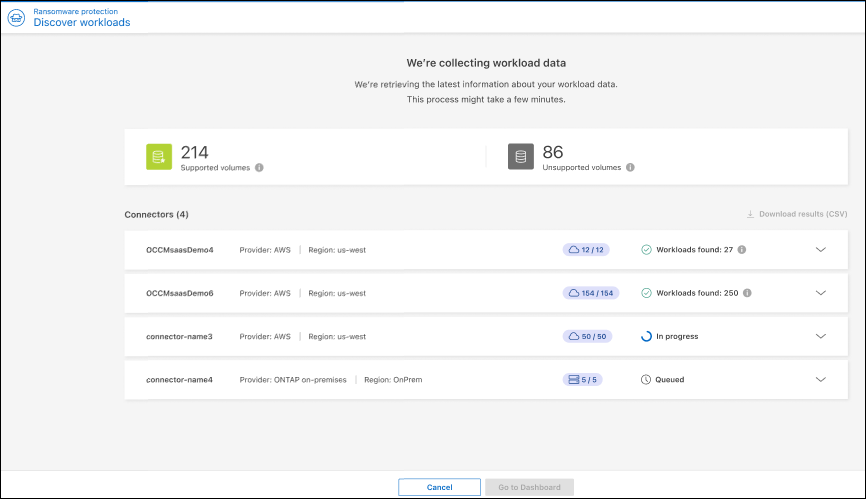 Ransomware protection
Discover workloads
We're collecting workload data
We're retrieving the latest information about your workload data.
This process might take a few minutes.
214
Supported volumes
86
Unsupported volumes
Connectors (4)
Download results (CSV)
OCCMsaasDemo4 Provider: AWS | Region: us-west 12 / 12 Workloads found: 27
OCCMsaasDemo6 Provider: AWS | Region: us-west 154 / 154 Workloads found: 250
connector-name3 Provider: AWS | Region: us-west 50 / 50 In progress
connector-name4 Provider: ONTAP on-premises | Region: OnPrem 5 / 5 Queued
Cancel Go to Dashboard